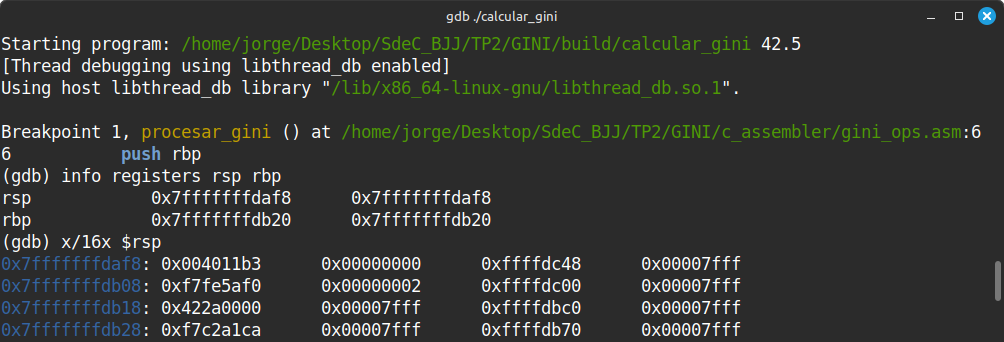 gdb ./calcular_gini
Starting program: /home/jorge/Desktop/SdeC_BJJ/TP2/GINI/build/calcular_gini 42.5
[Thread debugging using libthread_db enabled]
Using host libthread_db library "/lib/x86_64-linux-gnu/libthread_db.so.1".
Breakpoint 1, procesar_gini () at /home/jorge/Desktop/SdeC_BJJ/TP2/GINI/c_assembler/gini_ops.asm:6
6           push rbp
(gdb) info registers rsp rbp
rsp            0x7fffffffdaf8      0x7fffffffdaf8
rbp            0x7fffffffdb20      0x7fffffffdb20
(gdb) x/16x $rsp
0x7fffffffdaf8: 0x004011b3      0x00000000      0xffffdc48      0x00007fff
0x7fffffffdb08: 0xf7fe5af0      0x00000002      0xffffdc00      0x00007fff
0x7fffffffdb18: 0x422a0000      0x00007fff      0xffffdbc0      0x00007fff
0x7fffffffdb28: 0xf7c2a1ca      0x00007fff      0xffffdb70      0x00007fff